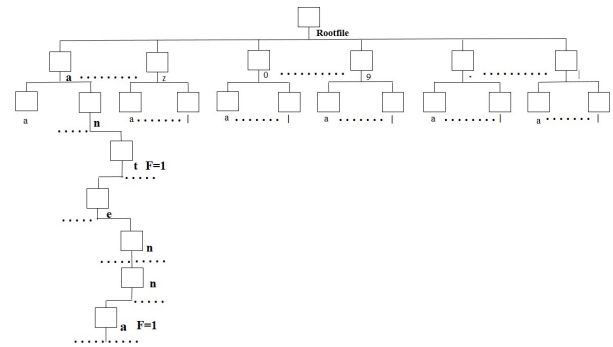 Rootfile
a z 0 9 . |
a n a | a | a | a | a |
t F=1
e
n
n
a F=1